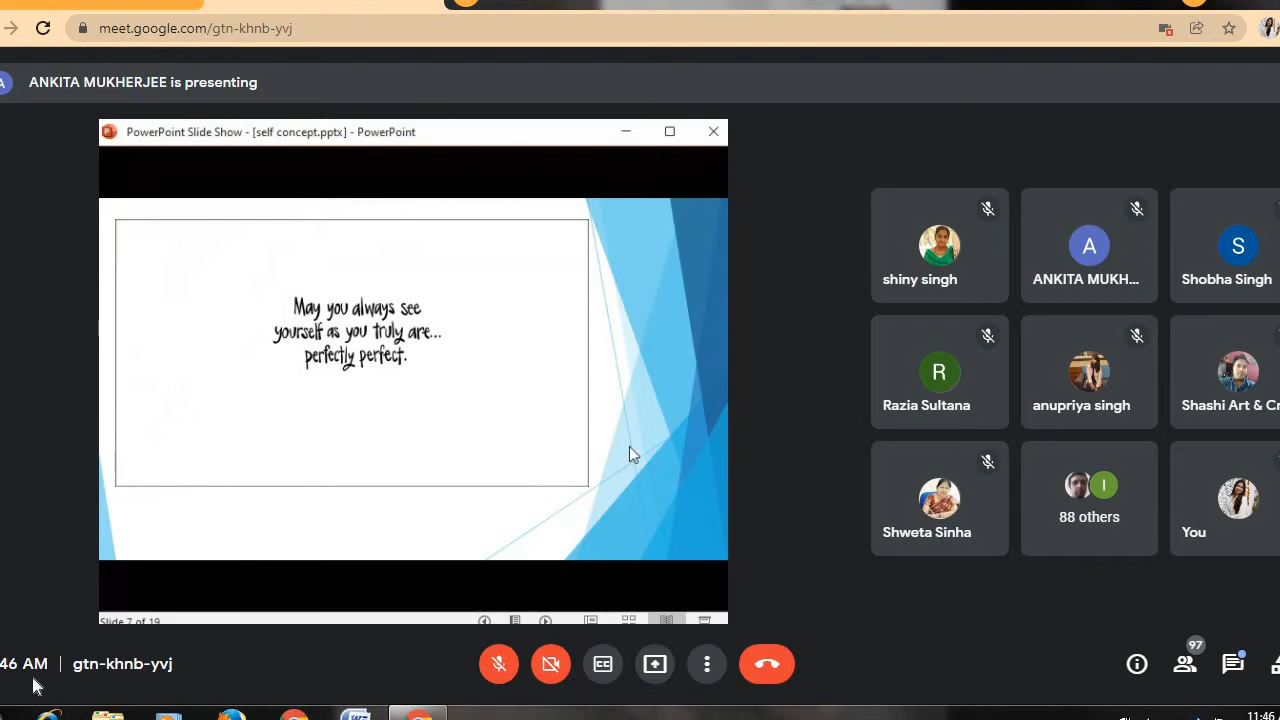 meet.google.com/gtn-khnb-yvj
A
ANKITA MUKHERJEE is presenting
PowerPoint Slide Show - [self concept.pptx] - PowerPoint
May you always see
yourself as you truly are...
perfectly perfect.
Slide 7 of 19
shiny singh
A
ANKITA MUKH...
S
Shobha Singh
R
Razia Sultana
anupriya singh
Shashi Art & Cr
Shweta Sinha
I
88 others
You
46 AM
gtn-khnb-yvj
97
11:46